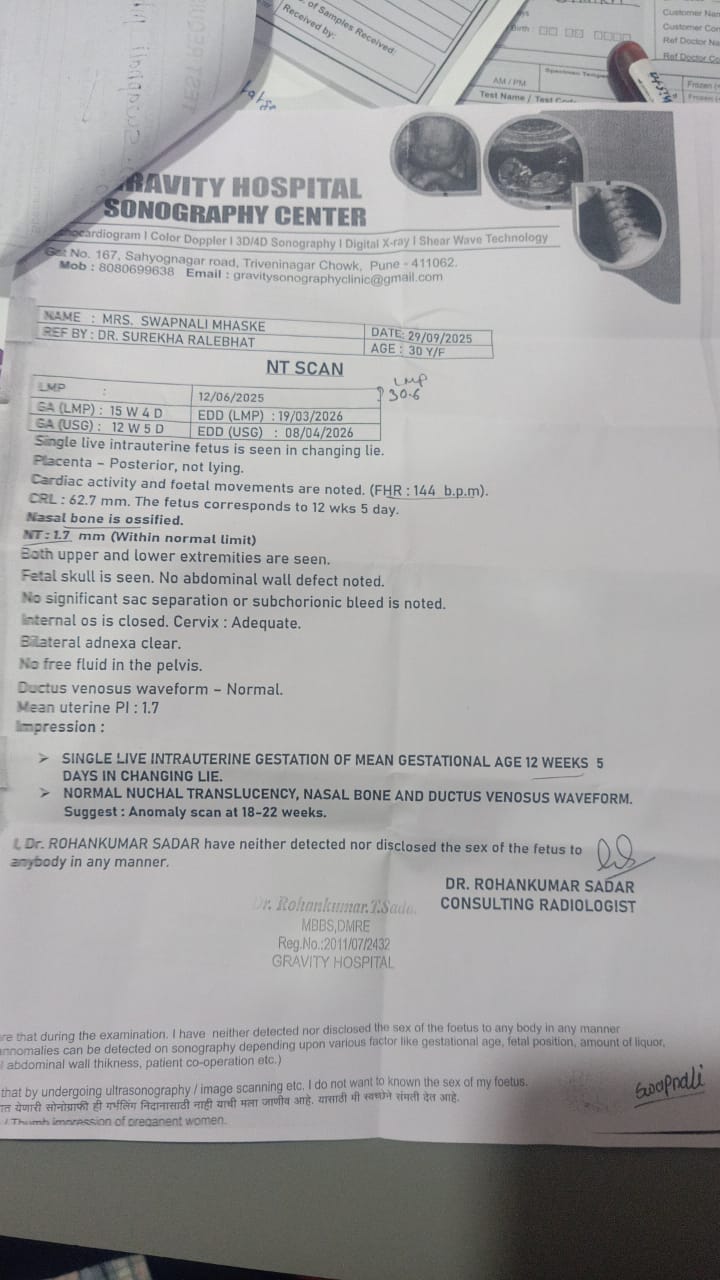 of Samples Received:
Received by:
Birth :
AM / PM
Test Name / Test Code
Customer Con
Ref Doctor
Frozen
GRAVITY HOSPITAL
SONOGRAPHY CENTER
I Color Doppler I 3D/4D Sonography I Digital X-ray I Shear Wave Technology
No. 167, Sahyognagar road, Triveninagar Chowk, Pune - 411062.
Mob : 8080699638 Email : gravitysonographyclinic@gmail.com
NAME : MRS. SWAPNALI MHASKE
REF BY : DR. SUREKHA RALEBHAT
DATE: 29/09/2025
AGE : 30 Y/F
NT SCAN
LMP : 12/06/2025
LMP
30-6
GA (LMP) : 15 W 4 D EDD (LMP) : 19/03/2026
GA (USG) : 12 W 5 D EDD (USG) : 08/04/2026
Single live intrauterine fetus is seen in changing lie.
Placenta – Posterior, not lying.
Cardiac activity and foetal movements are noted. (FHR : 144 b.p.m).
CRL : 62.7 mm. The fetus corresponds to 12 wks 5 day.
Nasal bone is ossified.
NT : 1.7 mm (Within normal limit)
Both upper and lower extremities are seen.
Fetal skull is seen. No abdominal wall defect noted.
No significant sac separation or subchorionic bleed is noted.
Internal os is closed. Cervix : Adequate.
Bilateral adnexa clear.
No free fluid in the pelvis.
Ductus venosus waveform – Normal.
Mean uterine PI : 1.7
Impression :
➢ SINGLE LIVE INTRAUTERINE GESTATION OF MEAN GESTATIONAL AGE 12 WEEKS 5
DAYS IN CHANGING LIE.
➢ NORMAL NUCHAL TRANSLUCENCY, NASAL BONE AND DUCTUS VENOSUS WAVEFORM.
Suggest : Anomaly scan at 18-22 weeks.
I, Dr. ROHANKUMAR SADAR have neither detected nor disclosed the sex of the fetus to
anybody in any manner.
DR. ROHANKUMAR SADAR
CONSULTING RADIOLOGIST
Dr. Rohankumar.T.Sada
MBBS,DMRE
Reg.No.:2011/07/2432
GRAVITY HOSPITAL
re that during the examination. I have neither detected nor disclosed the sex of the foetus to any body in any manner
annomalies can be detected on sonography depending upon various factor like gestational age, fetal position, amount of liquor,
abdominal wall thikness, patient co-operation etc.)
that by undergoing ultrasonography / image scanning etc. I do not want to known the sex of my foetus.
येणारी सोनोग्राफी ही गर्भलिंग निदानासाठी नाही याची मला जाणीव आहे. यासाठी मी स्वच्छेने संमती देत आहे.
/ Thumb impression of preganent women.
Swapnali